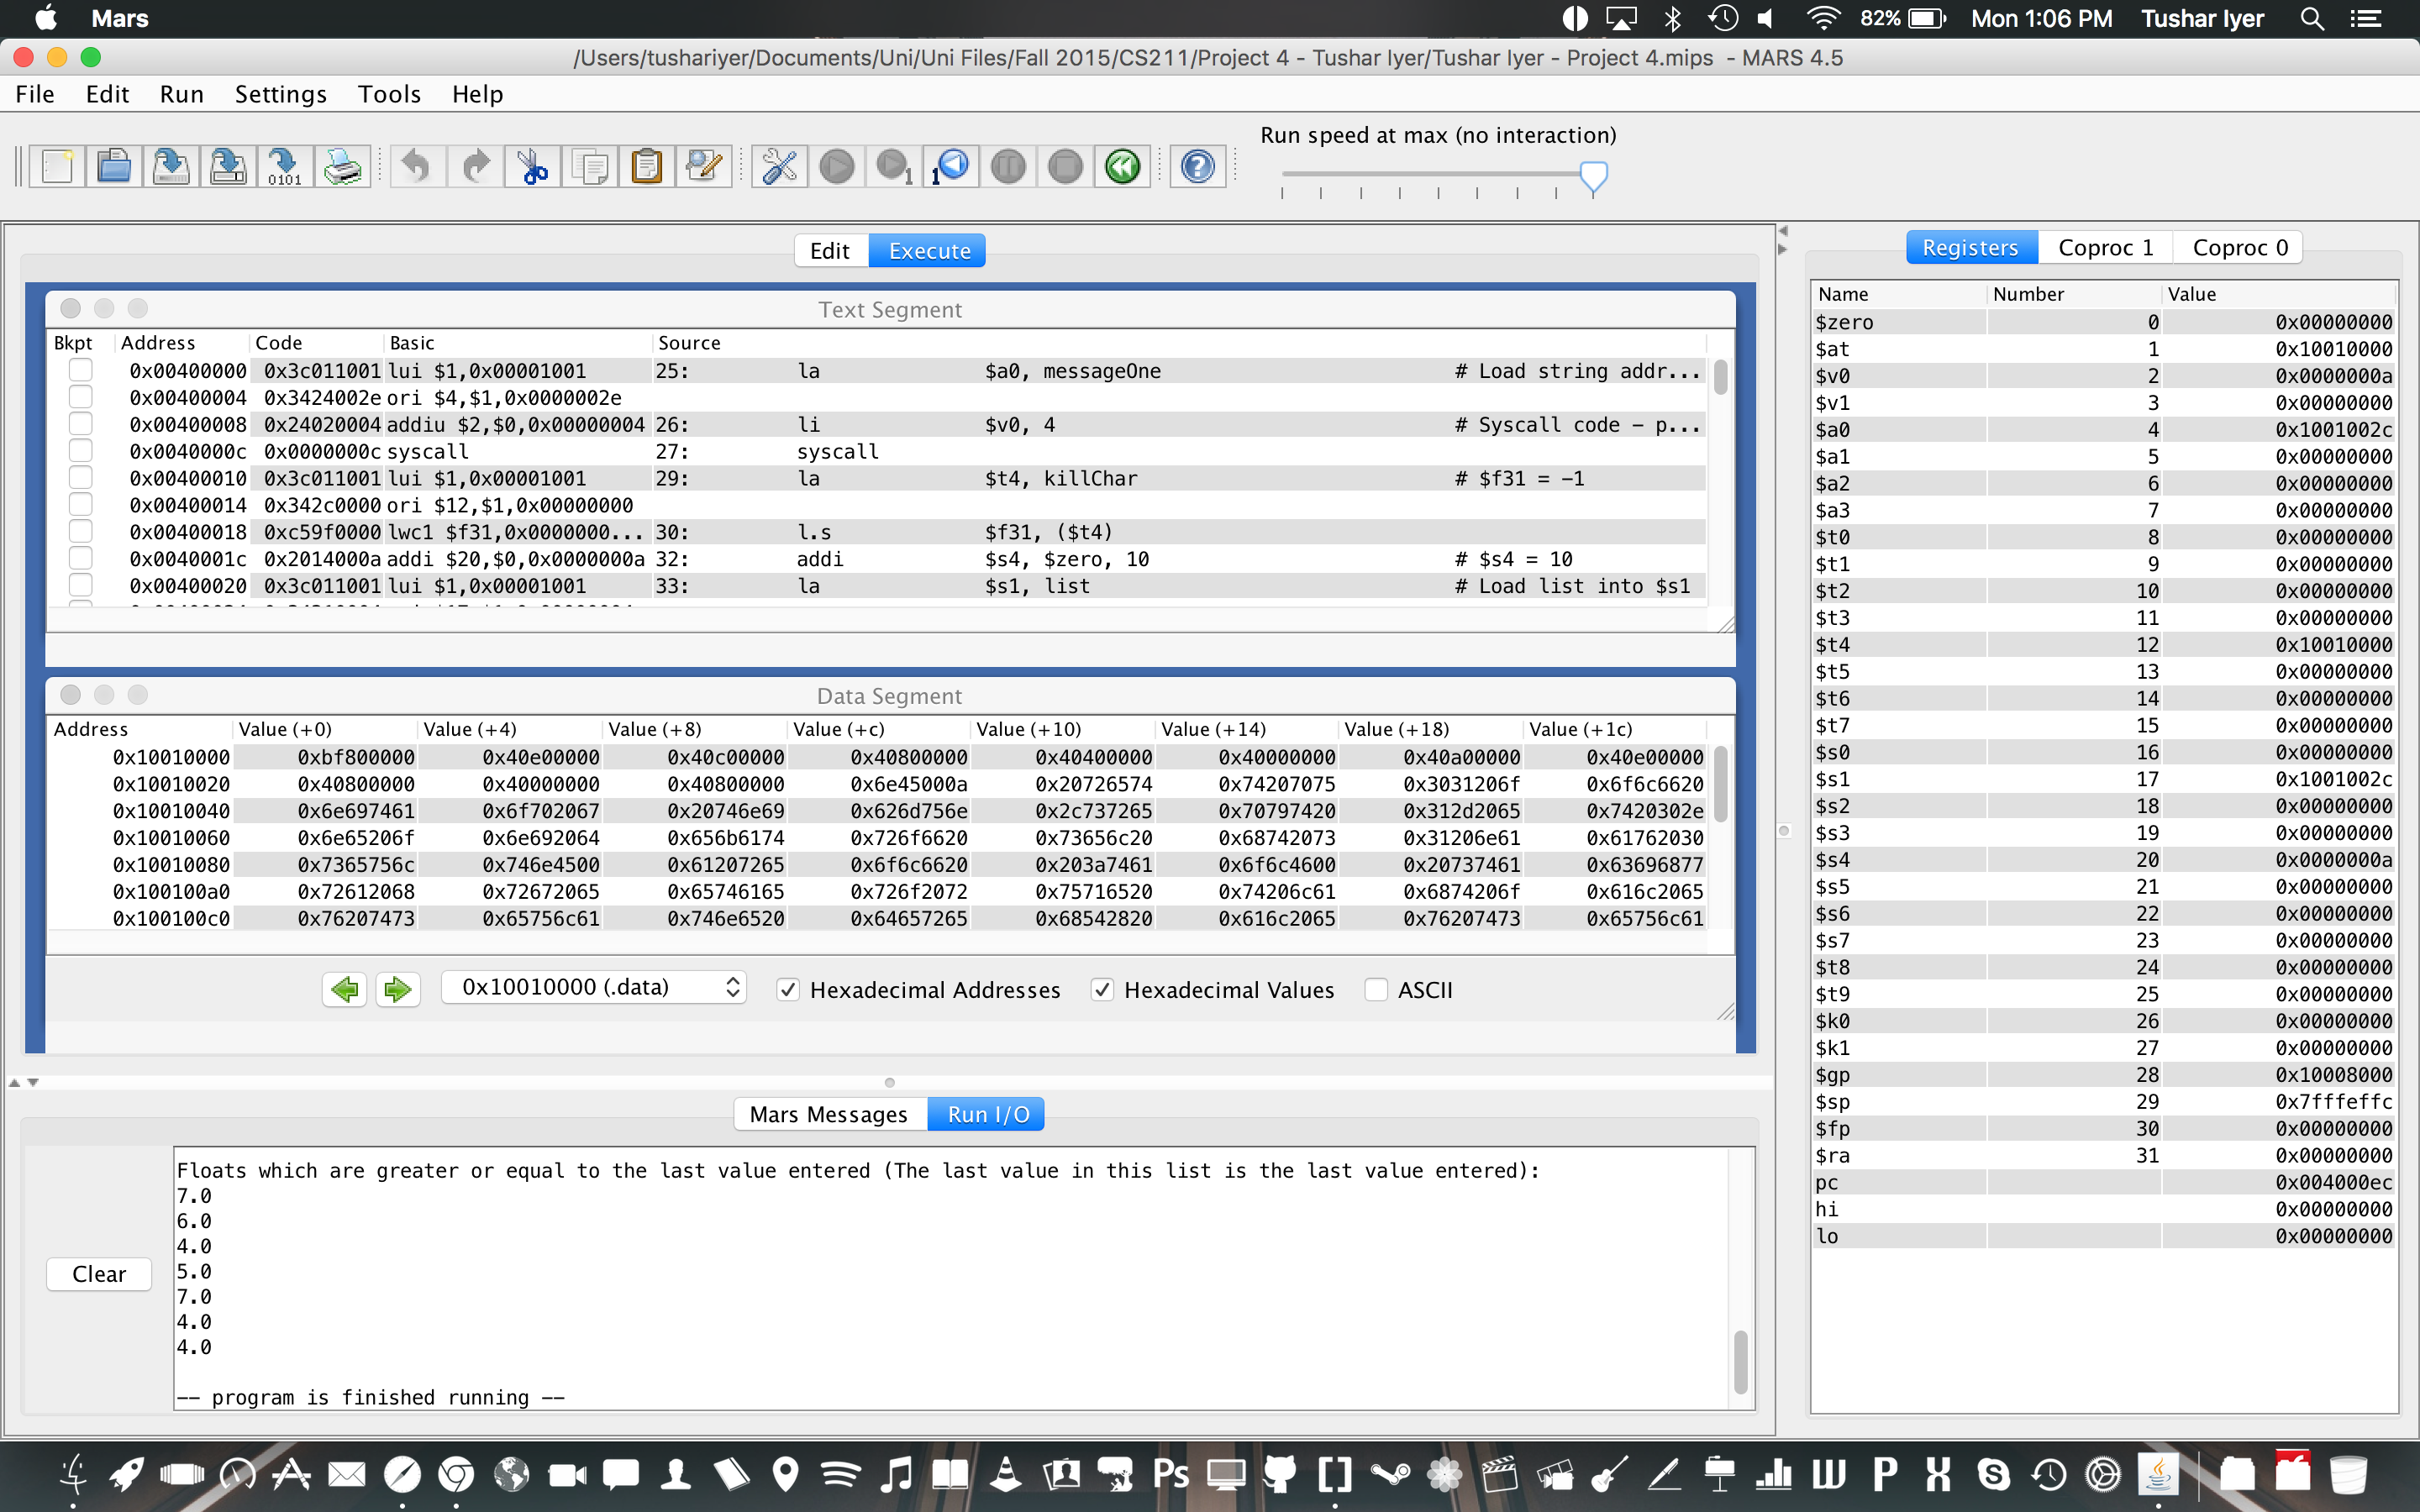 Mars 82% Mon 1:06 PM Tushar Iyer
/Users/tushariyer/Documents/Uni/Uni Files/Fall 2015/CS211/Project 4 - Tushar Iyer/Tushar Iyer - Project 4.mips - MARS 4.5
File Edit Run Settings Tools Help
Run speed at max (no interaction)
0101 1 1
Edit Execute
Text Segment
Bkpt Address Code Basic Source
0x00400000 0x3c011001 lui $1,0x00001001 25: la $a0, messageOne # Load string addr...
0x00400004 0x3424002e ori $4,$1,0x0000002e
0x00400008 0x24020004 addiu $2,$0,0x00000004 26: li $v0, 4 # Syscall code - p...
0x0040000c 0x0000000c syscall 27: syscall
0x00400010 0x3c011001 lui $1,0x00001001 29: la $t4, killChar # $f31 = -1
0x00400014 0x342c0000 ori $12,$1,0x00000000
0x00400018 0xc59f0000 lwc1 $f31,0x0000000... 30: l.s $f31, ($t4)
0x0040001c 0x2014000a addi $20,$0,0x0000000a 32: addi $s4, $zero, 10 # $s4 = 10
0x00400020 0x3c011001 lui $1,0x00001001 33: la $s1, list # Load list into $s1
Data Segment
Address Value (+0) Value (+4) Value (+8) Value (+c) Value (+10) Value (+14) Value (+18) Value (+1c)
0x10010000 0xbf800000 0x40e00000 0x40c00000 0x40800000 0x40400000 0x40000000 0x40a00000 0x40e00000
0x10010020 0x40800000 0x40000000 0x40800000 0x6e45000a 0x20726574 0x74207075 0x3031206f 0x6f6c6620
0x10010040 0x6e697461 0x6f702067 0x20746e69 0x626d756e 0x2c737265 0x70797420 0x312d2065 0x7420302e
0x10010060 0x6e65206f 0x6e692064 0x656b6174 0x726f6620 0x73656c20 0x68742073 0x31206e61 0x61762030
0x10010080 0x7365756c 0x746e4500 0x61207265 0x6f6c6620 0x203a7461 0x6f6c4600 0x20737461 0x63696877
0x100100a0 0x72612068 0x72672065 0x65746165 0x726f2072 0x75716520 0x74206c61 0x6874206f 0x616c2065
0x100100c0 0x76207473 0x65756c61 0x746e6520 0x64657265 0x68542820 0x616c2065 0x76207473 0x65756c61
0x10010000 (.data) Hexadecimal Addresses Hexadecimal Values ASCII
Mars Messages Run I/O
Clear
Floats which are greater or equal to the last value entered (The last value in this list is the last value entered):
7.0
6.0
4.0
5.0
7.0
4.0
4.0
-- program is finished running --
Registers Coproc 1 Coproc 0
Name Number Value
$zero 0 0x00000000
$at 1 0x10010000
$v0 2 0x0000000a
$v1 3 0x00000000
$a0 4 0x1001002c
$a1 5 0x00000000
$a2 6 0x00000000
$a3 7 0x00000000
$t0 8 0x00000000
$t1 9 0x00000000
$t2 10 0x00000000
$t3 11 0x00000000
$t4 12 0x10010000
$t5 13 0x00000000
$t6 14 0x00000000
$t7 15 0x00000000
$s0 16 0x00000000
$s1 17 0x1001002c
$s2 18 0x00000000
$s3 19 0x00000000
$s4 20 0x0000000a
$s5 21 0x00000000
$s6 22 0x00000000
$s7 23 0x00000000
$t8 24 0x00000000
$t9 25 0x00000000
$k0 26 0x00000000
$k1 27 0x00000000
$gp 28 0x10008000
$sp 29 0x7fffeffc
$fp 30 0x00000000
$ra 31 0x00000000
pc 0x004000ec
hi 0x00000000
lo 0x00000000
Ps W P X